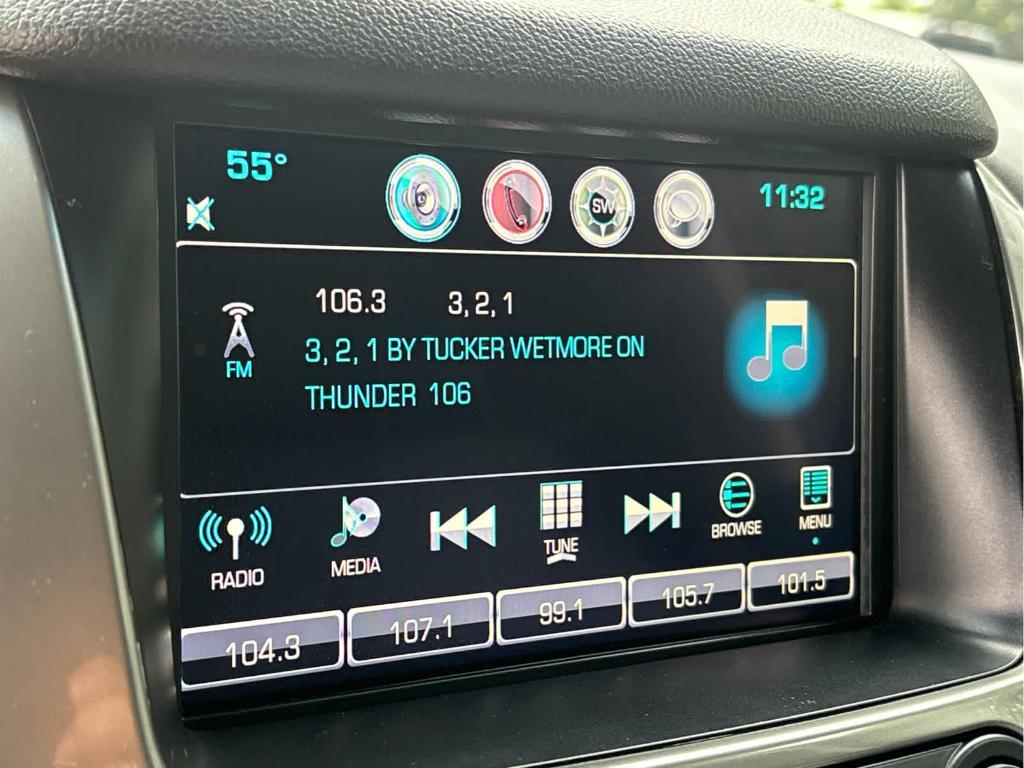 55°
SW
11:32
106.3 3, 2, 1
FM
3, 2, 1 BY TUCKER WETMORE ON
THUNDER 106
RADIO
MEDIA
TUNE
BROWSE
MENU
104.3
107.1
99.1
105.7
101.5